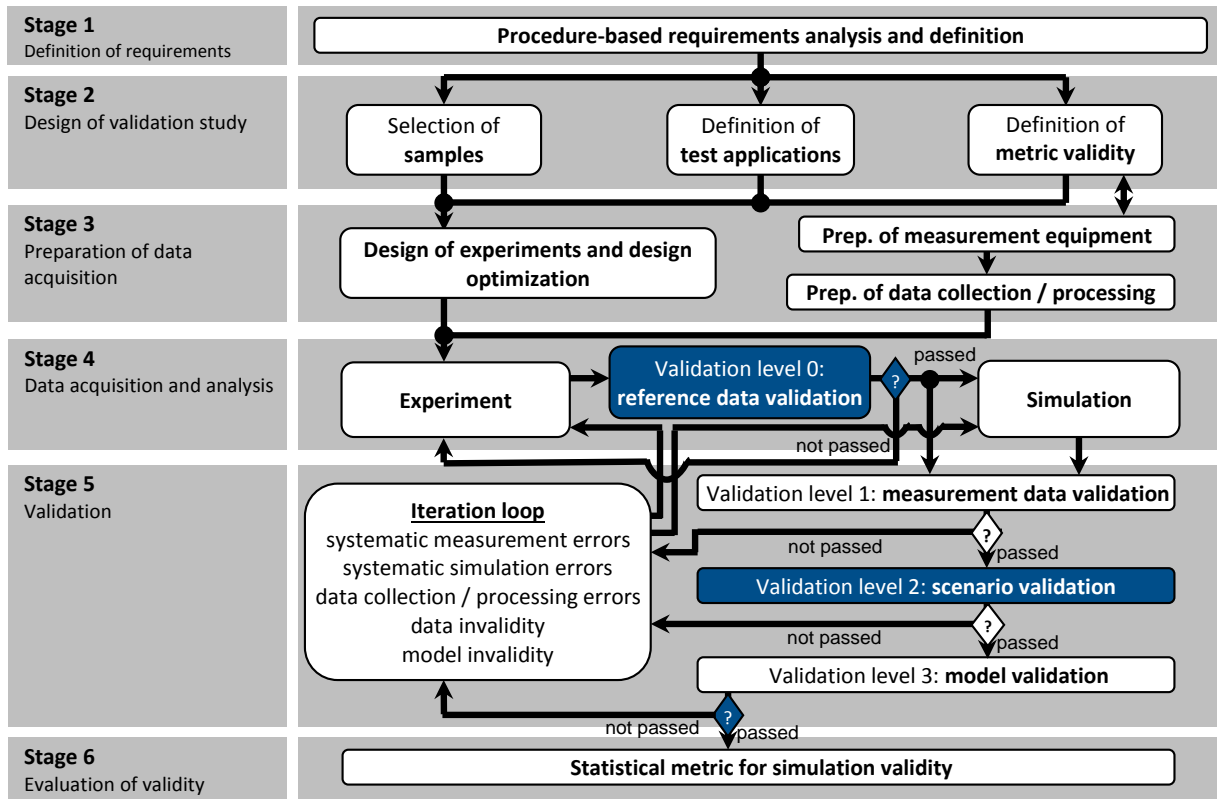 Stage 1
Definition of requirements
Procedure-based requirements analysis and definition
Stage 2
Design of validation study
Selection of
samples
Definition of
test applications
Definition of
metric validity
Stage 3
Preparation of data
acquisition
Design of experiments and design
optimization
Prep. of measurement equipment
Prep. of data collection / processing
Stage 4
Data acquisition and analysis
Experiment
Validation level 0:
reference data validation
?
passed
not passed
Simulation
Stage 5
Validation
Iteration loop
systematic measurement errors
systematic simulation errors
data collection / processing errors
data invalidity
model invalidity
Validation level 1: measurement data validation
?
not passed
passed
Validation level 2: scenario validation
?
not passed
passed
Validation level 3: model validation
?
not passed
passed
Stage 6
Evaluation of validity
Statistical metric for simulation validity